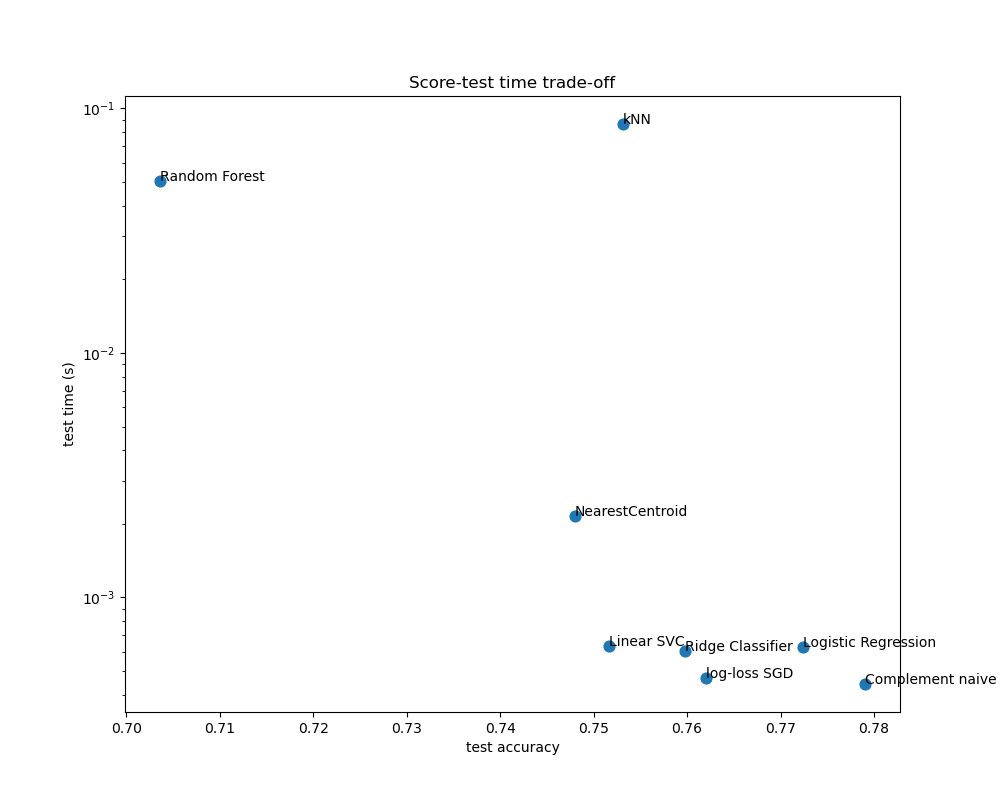 Score-test time trade-off
10⁻¹
kNN
Random Forest
10⁻²
test time (s)
NearestCentroid
10⁻³
Linear SVC
Ridge Classifier
Logistic Regression
log-loss SGD
Complement naive
0.70 0.71 0.72 0.73 0.74 0.75 0.76 0.77 0.78
test accuracy